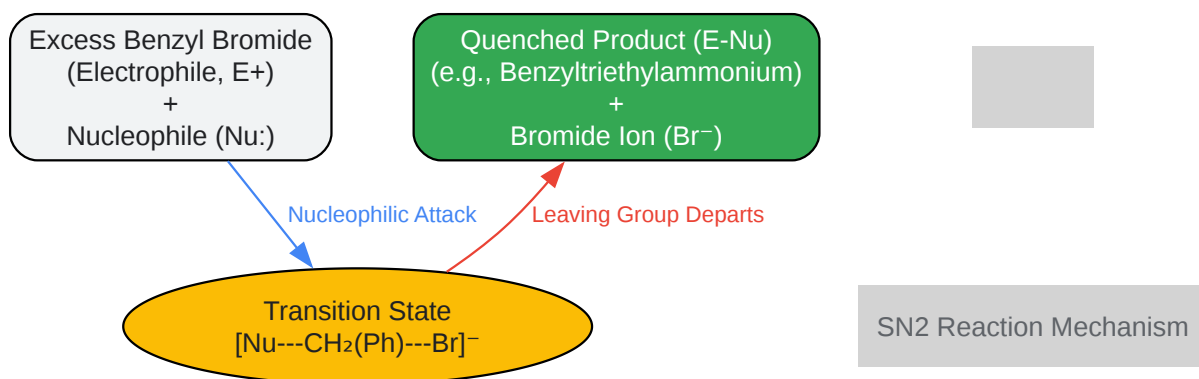 Excess Benzyl Bromide
(Electrophile, E+)
+
Nucleophile (Nu:)
Quenched Product (E-Nu)
(e.g., Benzyltriethylammonium)
+
Bromide Ion (Br⁻)
Nucleophilic Attack
Leaving Group Departs
Transition State
[Nu---CH₂(Ph)---Br]⁻
SN2 Reaction Mechanism